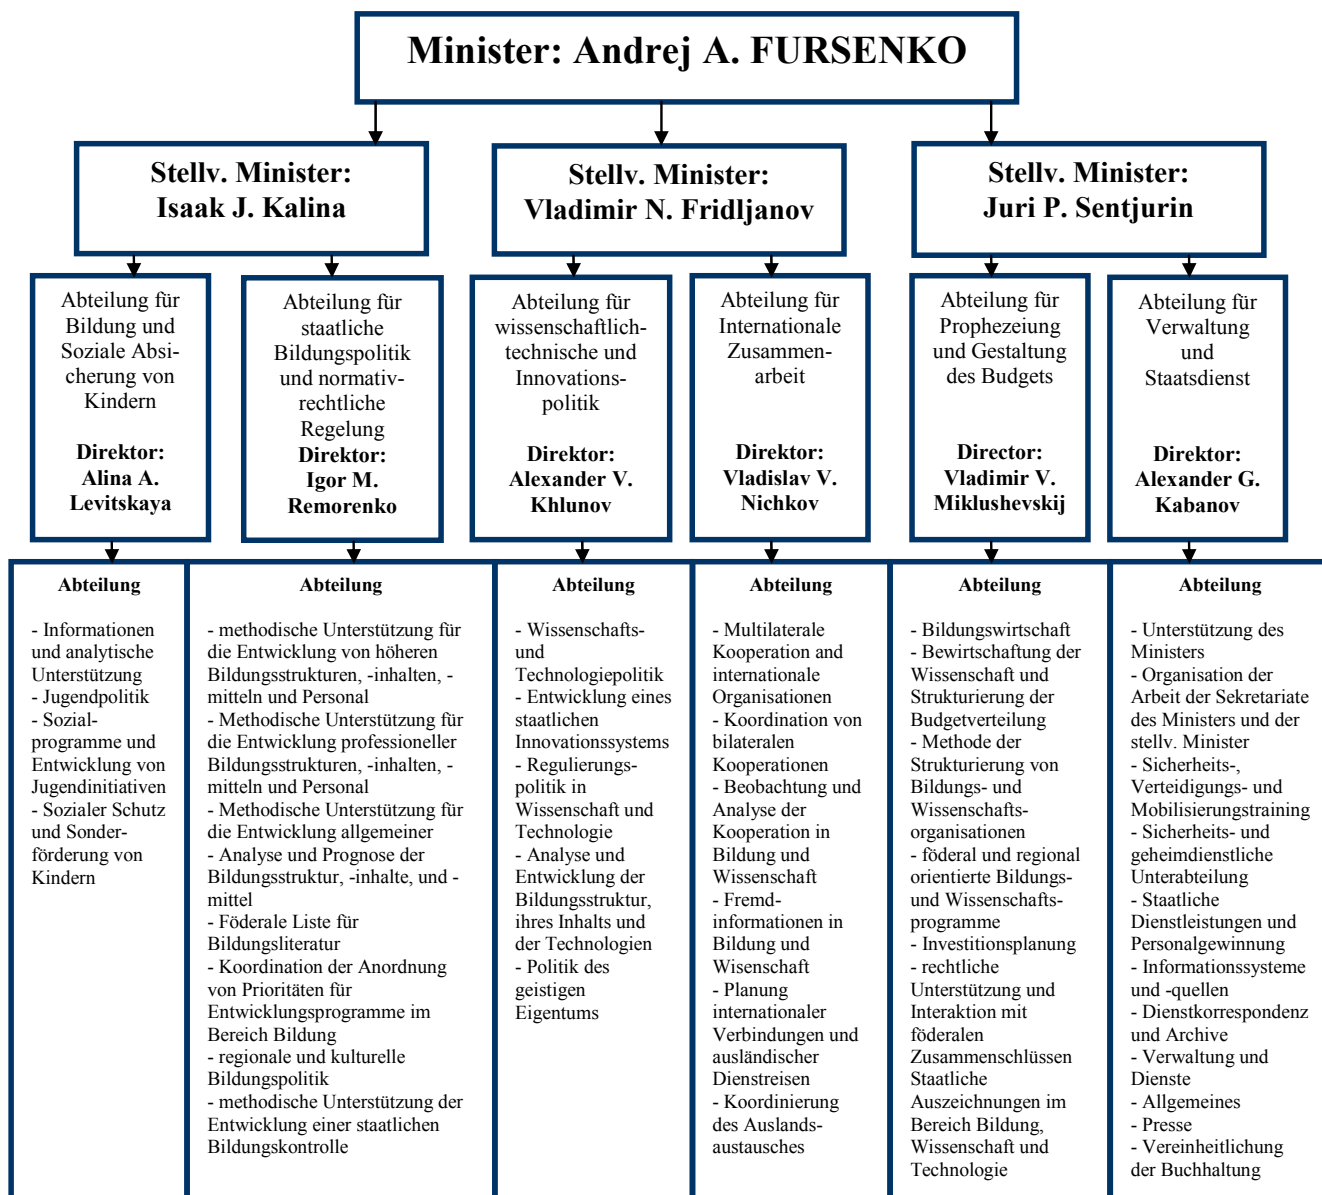 Minister: Andrej A. FURSENKO
Stellv. Minister:
Isaak J. Kalina
Stellv. Minister:
Vladimir N. Fridljanov
Stellv. Minister:
Juri P. Sentjurin
Abteilung für
Bildung und
Soziale Absi-
cherung von
Kindern
Direktor:
Alina A.
Levitskaya
Abteilung für
staatliche
Bildungspolitik
und normativ-
rechtliche
Regelung
Direktor:
Igor M.
Remorenko
Abteilung für
wissenschaftlich-
technische und
Innovations-
politik
Direktor:
Alexander V.
Khlunov
Abteilung für
Internationale
Zusammen-
arbeit
Direktor:
Vladislav V.
Nichkov
Abteilung für
Prophezeiung
und Gestaltung
des Budgets
Director:
Vladimir V.
Miklushevskij
Abteilung für
Verwaltung
und
Staatsdienst
Direktor:
Alexander G.
Kabanov
Abteilung
- Informationen
und analytische
Unterstützung
- Jugendpolitik
- Sozial-
programme und
Entwicklung von
Jugendinitiativen
- Sozialer Schutz
und Sonder-
förderung von
Kindern
Abteilung
- methodische Unterstützung für
die Entwicklung von höheren
Bildungsstrukturen, -inhalten, -
mitteln und Personal
- Methodische Unterstützung für
die Entwicklung professioneller
Bildungsstrukturen, -inhalten, -
mitteln und Personal
- Methodische Unterstützung für
die Entwicklung allgemeiner
- Analyse und Prognose der
Bildungsstruktur, -inhalte, und -
mittel
- Föderale Liste für
Bildungsliteratur
- Koordination der Anordnung
von Prioritäten für
Entwicklungsprogramme im
Bereich Bildung
- regionale und kulturelle
Bildungspolitik
- methodische Unterstützung der
Entwicklung einer staatlichen
Bildungskontrolle
Abteilung
- Wissenschafts-
und
Technologiepolitik
- Entwicklung eines
staatlichen
Innovationssystems
- Regulierungs-
politik in
Wissenschaft und
Technologie
- Analyse und
Entwicklung der
Bildungsstruktur,
ihres Inhalts und
der Technologien
- Politik des
geistigen
Eigentums
Abteilung
- Multilaterale
Kooperation and
internationale
Organisationen
- Koordination von
bilateralen
Kooperationen
- Beobachtung und
Analyse der
Kooperation in
Bildung und
Wissenschaft
- Fremd-
informationen in
Bildung und
Wisenschaft
- Planung
internationaler
Verbindungen und
ausländischer
Dienstreisen
- Koordinierung
des Auslands-
austausches
Abteilung
- Bildungswirtschaft
- Bewirtschaftung der
Wissenschaft und
Strukturierung der
Budgetverteilung
- Methode der
Strukturierung von
Bildungs- und
Wissenschafts-
organisationen
- föderal und regional
orientierte Bildungs-
und Wissenschafts-
programme
- Investitionsplanung
- rechtliche
Unterstützung und
Interaktion mit
föderalen
Zusammenschlüssen
Staatliche
Auszeichnungen im
Bereich Bildung,
Wissenschaft und
Technologie
Abteilung
- Unterstützung des
Ministers
- Organisation der
Arbeit der Sekretariate
des Ministers und der
stellv. Minister
- Sicherheits-,
Verteidigungs- und
Mobilisierungstraining
- Sicherheits- und
geheimdienstliche
Unterabteilung
- Staatliche
Dienstleistungen und
Personalgewinnung
- Informationssysteme
und -quellen
- Dienstkorrespondenz
und Archive
- Verwaltung und
Dienste
- Allgemeines
- Presse
- Vereinheitlichung
der Buchhaltung